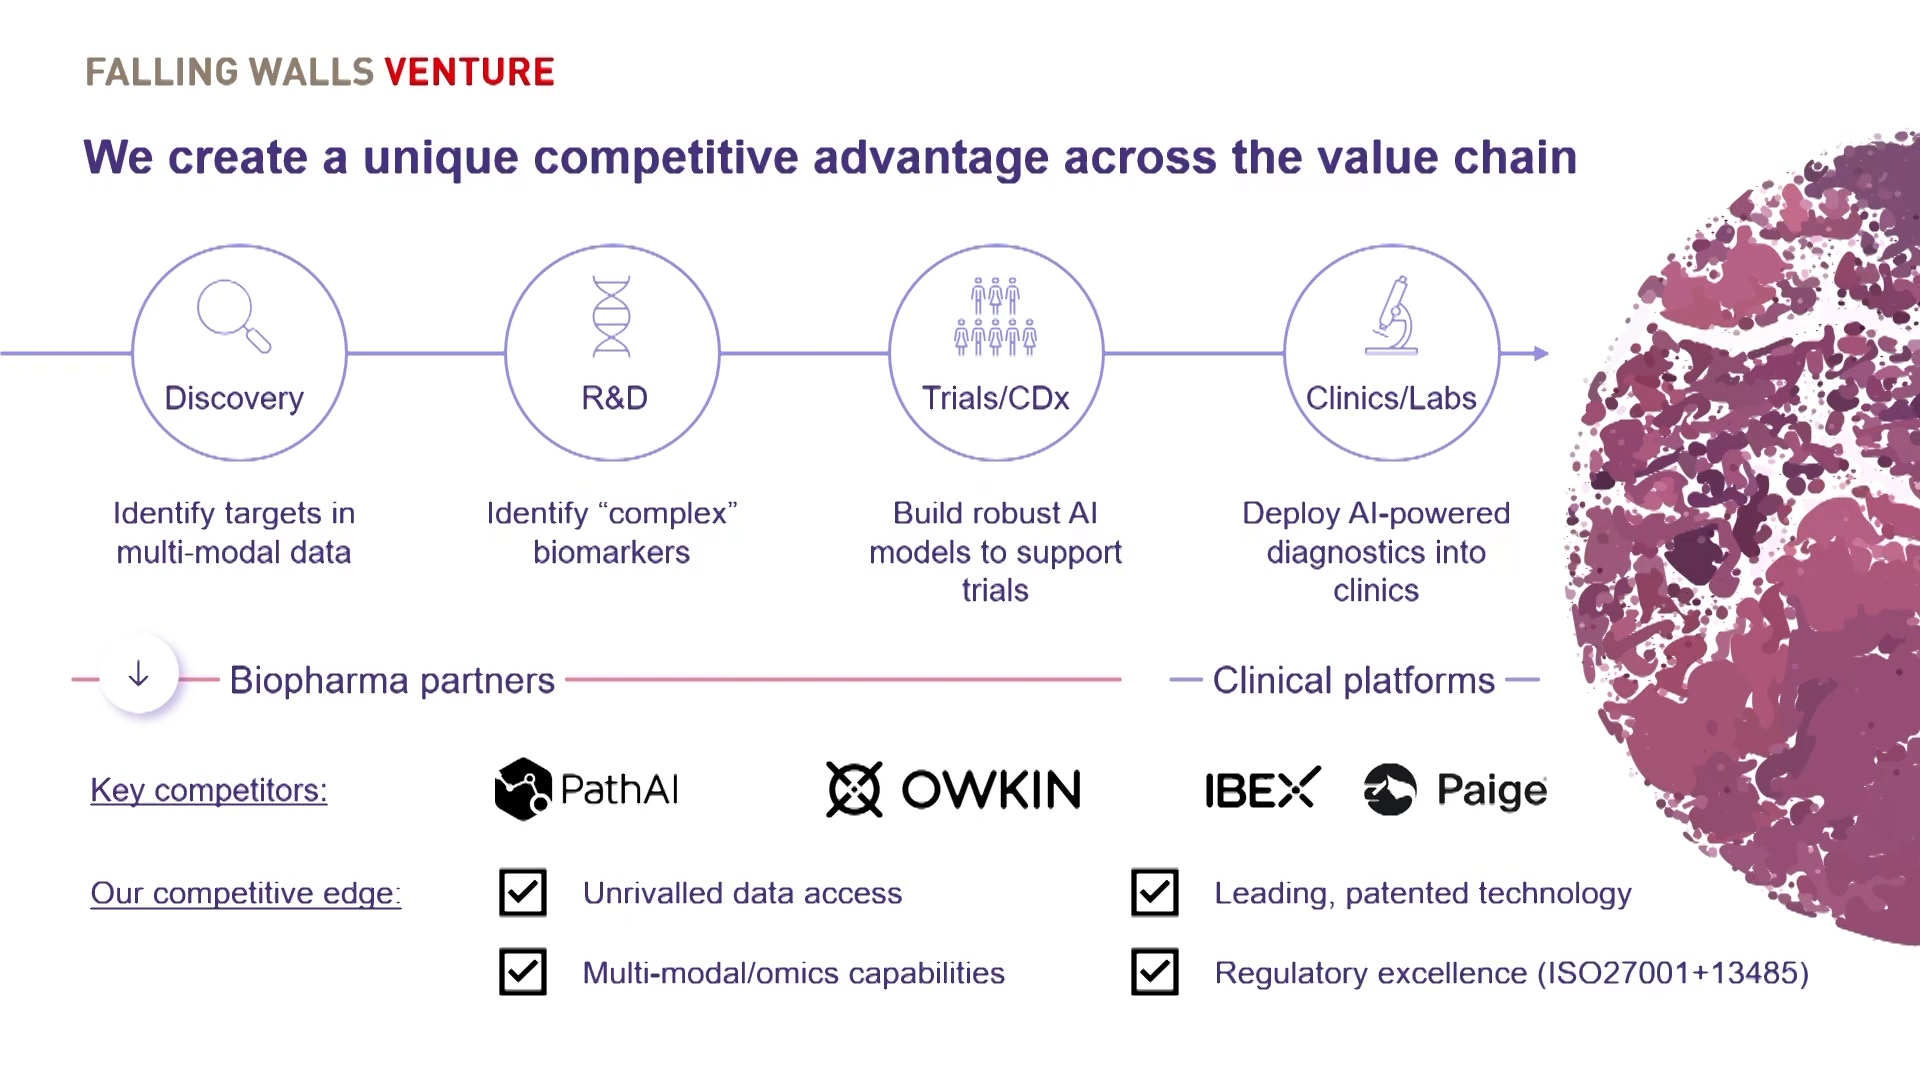 FALLING WALLS VENTURE
We create a unique competitive advantage across the value chain
Discovery
R&D
Trials/CDx
Clinics/Labs
Identify targets in
multi-modal data
Identify “complex”
biomarkers
Build robust AI
models to support
trials
Deploy AI-powered
diagnostics into
clinics
Biopharma partners
Clinical platforms
Key competitors:
PathAI
OWKIN
IBEX
Paige
Our competitive edge:
Unrivalled data access
Leading, patented technology
Multi-modal/omics capabilities
Regulatory excellence (ISO27001+13485)